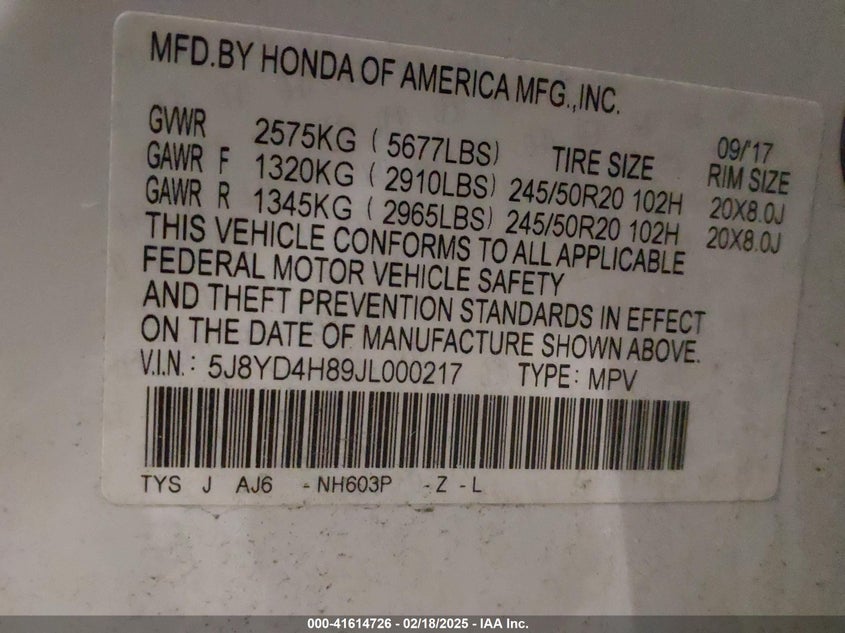 MFD.BY HONDA OF AMERICA MFG.,INC.
09/'17
GVWR 2575KG ( 5677LBS) TIRE SIZE RIM SIZE
GAWR F 1320KG ( 2910LBS) 245/50R20 102H 20X8.0J
GAWR R 1345KG ( 2965LBS) 245/50R20 102H 20X8.0J
THIS VEHICLE CONFORMS TO ALL APPLICABLE
FEDERAL MOTOR VEHICLE SAFETY
AND THEFT PREVENTION STANDARDS IN EFFECT
ON THE DATE OF MANUFACTURE SHOWN ABOVE.
V.I.N.: 5J8YD4H89JL000217 TYPE: MPV
TYS J AJ6 -NH603P -Z -L
000-41614726 - 02/18/2025 - IAA Inc.